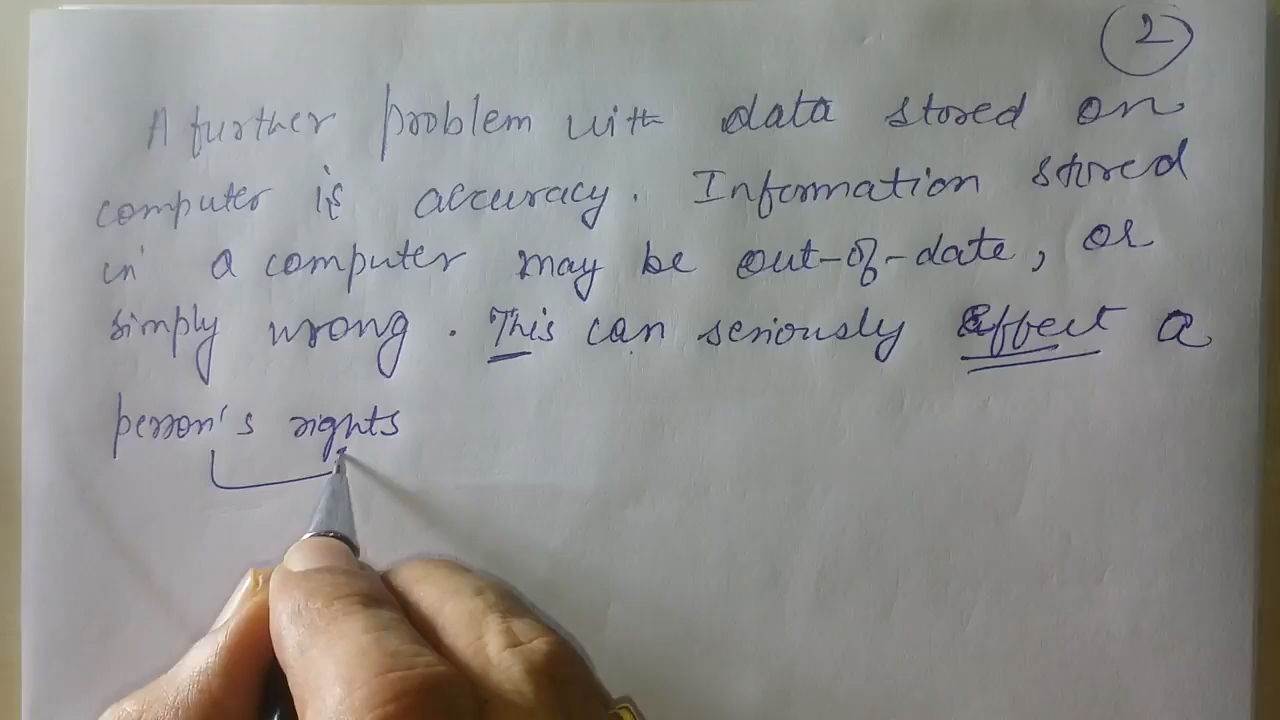 2
A further problem with data stored on
computer is accuracy. Information stored
in a computer may be out-of-date, or
simply wrong. This can seriously affect a
person's rights